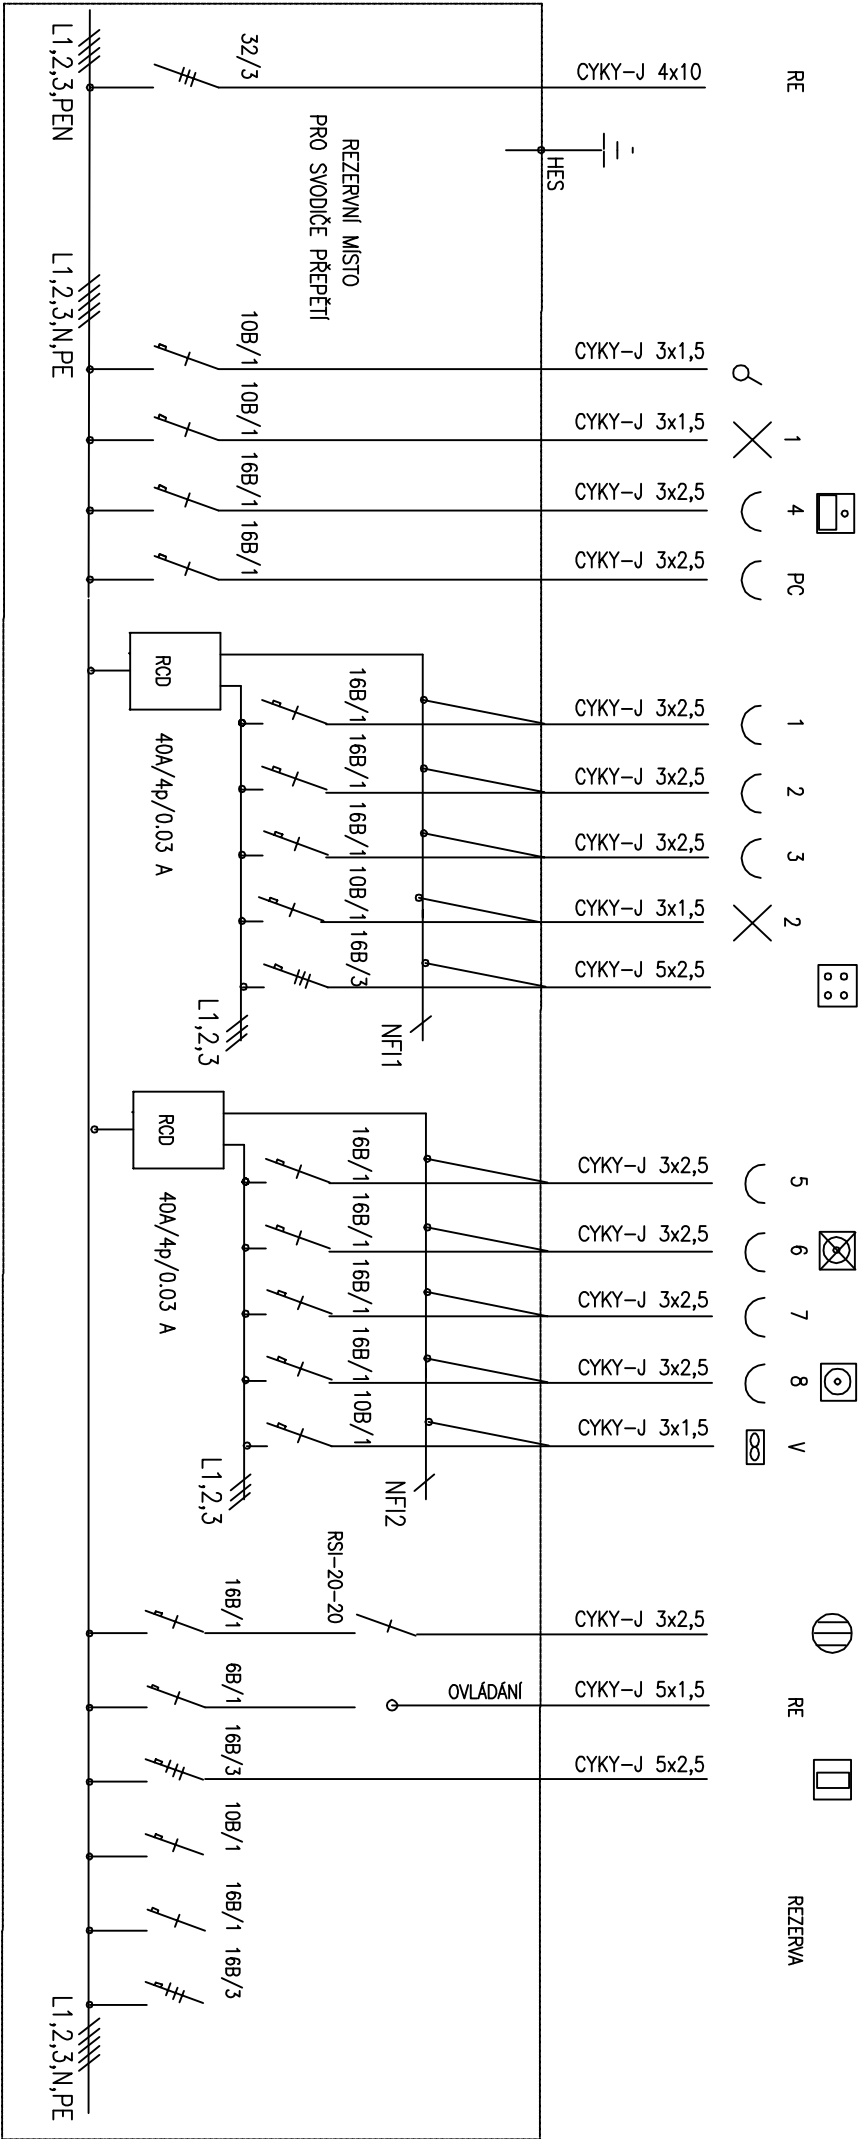 RE
CYKY-J 4x10
32/3
L1,2,3,PEN
HES
REZERVNÍ MÍSTO
PRO SVODIČE PŘEPĚTÍ
L1,2,3,N,PE
CYKY-J 3x1,5
10B/1
1
CYKY-J 3x1,5
10B/1
4
CYKY-J 3x2,5
16B/1
PC
CYKY-J 3x2,5
16B/1
RCD
40A/4p/0.03 A
1
CYKY-J 3x2,5
16B/1
2
CYKY-J 3x2,5
16B/1
3
CYKY-J 3x2,5
16B/1
2
CYKY-J 3x1,5
10B/1
CYKY-J 5x2,5
16B/3
NFI1
L1,2,3
RCD
40A/4p/0.03 A
5
CYKY-J 3x2,5
16B/1
6
CYKY-J 3x2,5
16B/1
7
CYKY-J 3x2,5
16B/1
8
CYKY-J 3x2,5
16B/1
V
CYKY-J 3x1,5
10B/1
NFI2
L1,2,3
CYKY-J 3x2,5
RSI-20-20
16B/1
RE
CYKY-J 5x1,5
OVLÁDÁNÍ
6B/1
CYKY-J 5x2,5
16B/3
10B/1
REZERVA
16B/1
16B/3
L1,2,3,N,PE